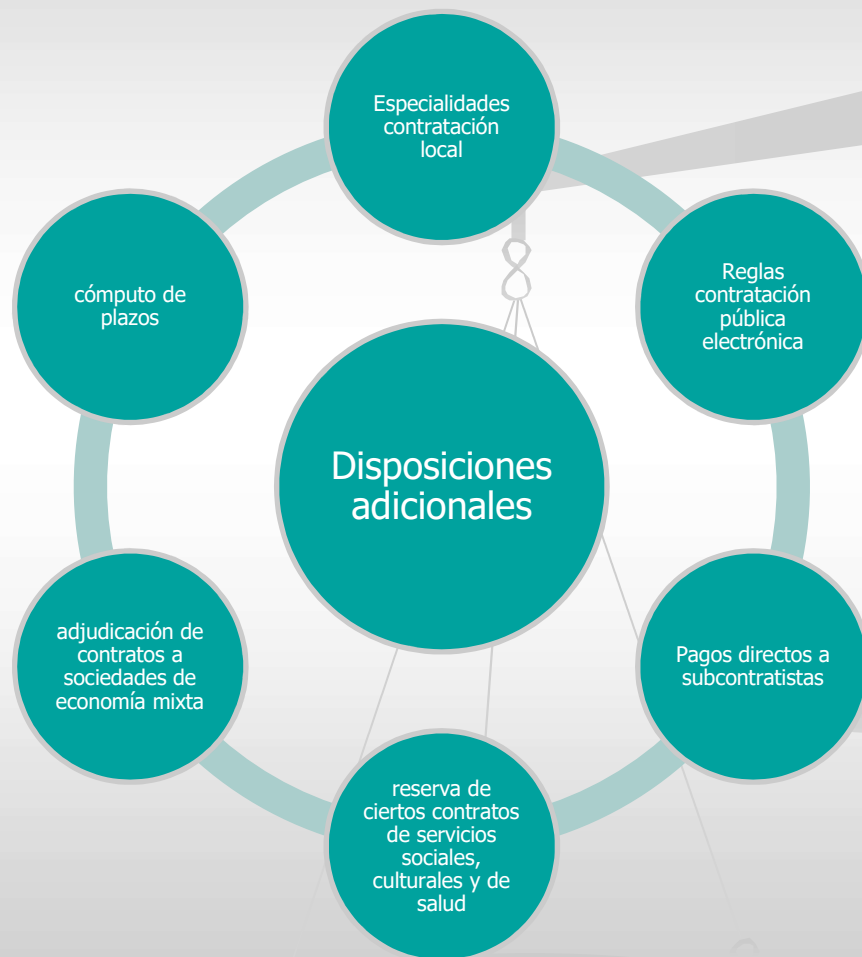 Especialidades
contratación
local
Reglas
contratación
pública
electrónica
Pagos directos a
subcontratistas
reserva de
ciertos contratos
de servicios
sociales,
culturales y de
salud
adjudicación de
contratos a
sociedades de
economía mixta
cómputo de
plazos
Disposiciones
adicionales